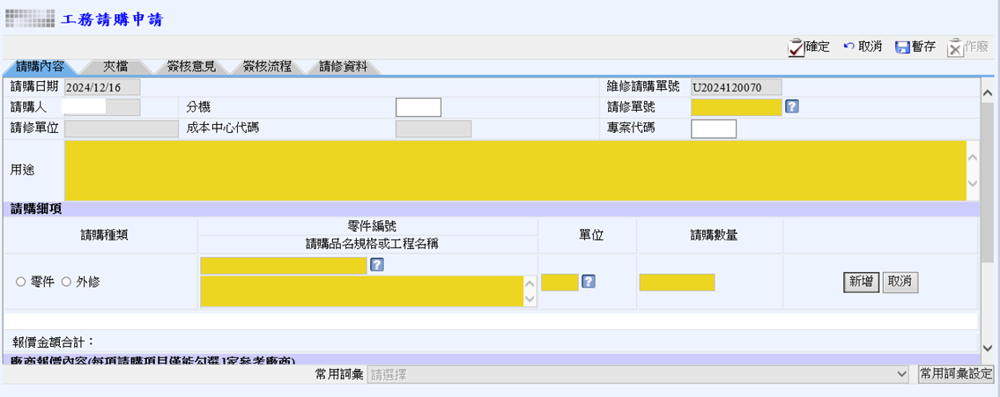 工務請購申請
確定 取消 暫存 作廢
請購內容 夾檔 簽核意見 簽核流程 請修資料
請購日期 2024/12/16 維修請購單號 U2024120070
請購人 分機 請修單號 ?
請修單位 成本中心代碼 專案代碼
用途
請購細項
請購種類 零件編號 單位 請購數量
請購品名規格或工程名稱
零件 外修 ? ? 新增 取消
報價金額合計：
廠商報價內容(每項請購項目僅能勾選1家參考廠商)
常用詞彙 請選擇 常用詞彙設定